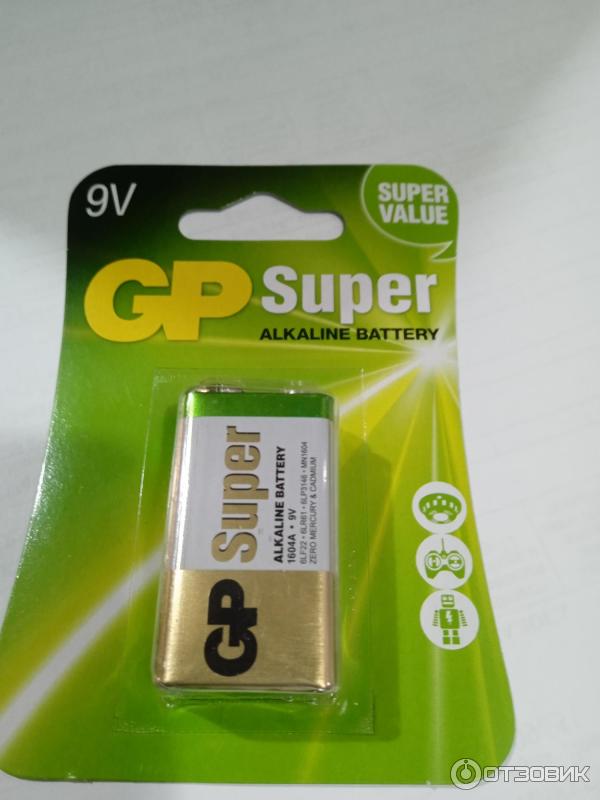 9V
SUPER
VALUE
GP Super
ALKALINE BATTERY
GP Super
ALKALINE BATTERY
1604A • 9V
6LF22 • 6LR61 • 6LP3146 • MN1604
ZERO MERCURY & CADMIUM
ОТЗОВИК